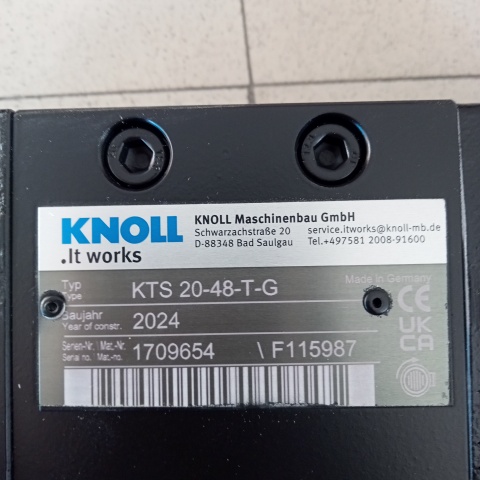 KNOLL
.It works
KNOLL Maschinenbau GmbH
Schwarzachstraße 20 service.itworks@knoll-mb.de
D-88348 Bad Saulgau Tel.+497581 2008-91600
Typ
Type
KTS 20-48-T-G
Made in Germany
Baujahr
Year of constr.
2024
UK
CA
Serien-Nr. \ Mat.-Nr.
Serial no. \ Mat.-no.
1709654 \ F115987